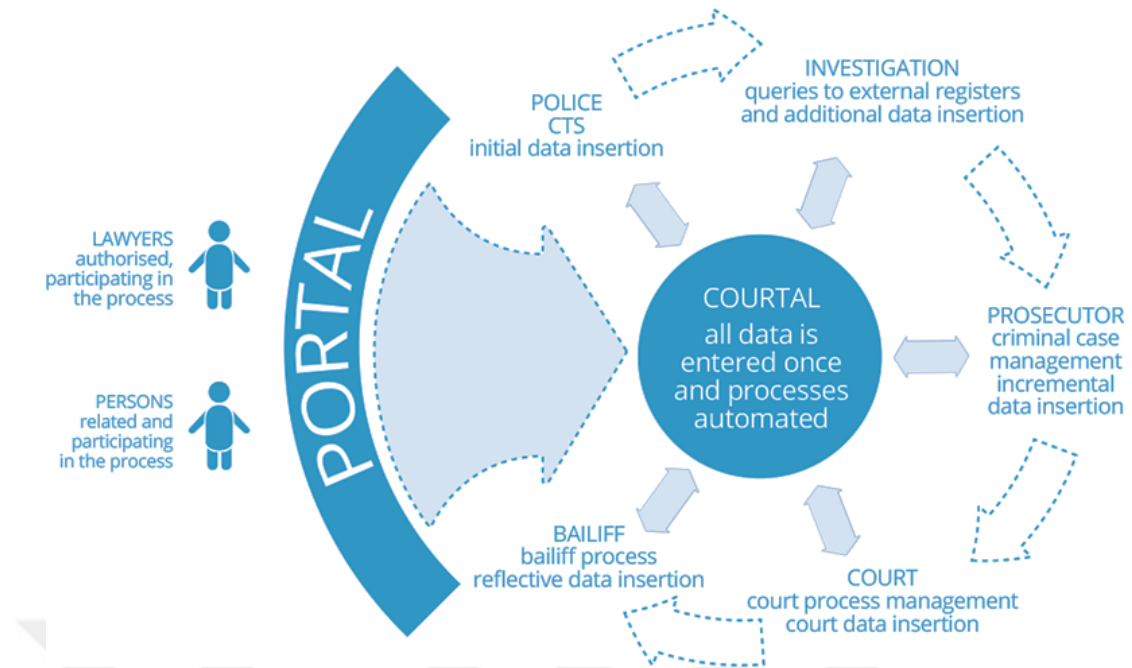 LAWYERS
authorised,
participating in
the process
PERSONS
related and
participating
in the process
PORTAL
POLICE
CTS
initial data insertion
INVESTIGATION
queries to external registers
and additional data insertion
COURTAL
all data is
entered once
and processes
automated
PROSECUTOR
criminal case
management
incremental
data insertion
BAILIFF
bailiff process
reflective data insertion
COURT
court process management
court data insertion